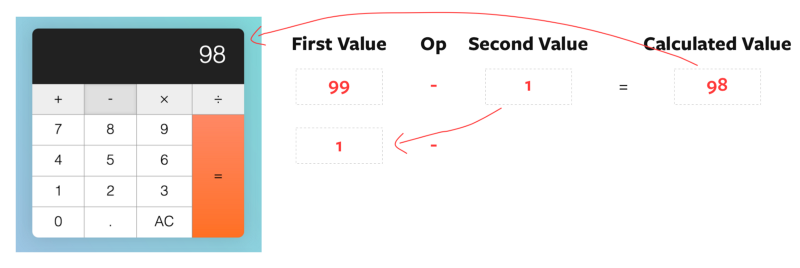 98
+ - × ÷
7 8 9
4 5 6
1 2 3
0 . AC
=
First Value Op Second Value Calculated Value
99 - 1 = 98
1 -